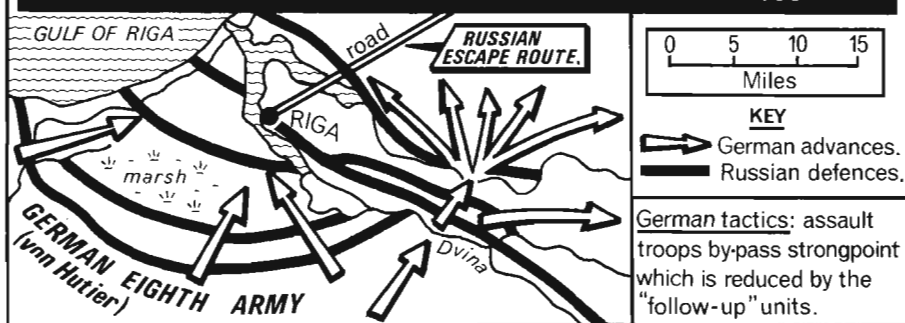 GULF OF RIGA
road
RUSSIAN
ESCAPE ROUTE.
RIGA
marsh
GERMAN EIGHTH ARMY
(von Hutier)
Dvina
0 5 10 15
Miles
KEY
German advances.
Russian defences.
German tactics: assault
troops by-pass strongpoint
which is reduced by the
"follow-up" units.